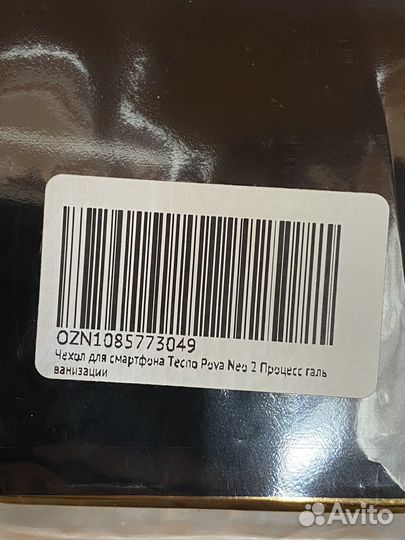 OZN1085773049
Чехол для смартфона Tecno Pova Neo 2 Процесс галь
ванизации
Avito